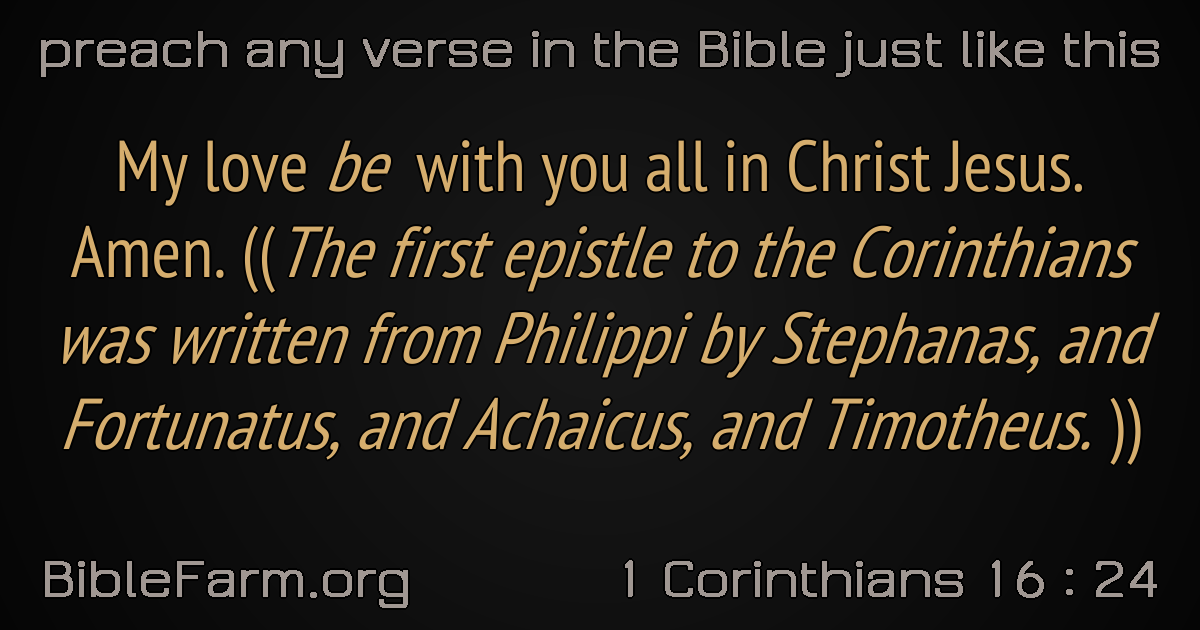 preach any verse in the Bible just like this
My love be with you all in Christ Jesus.
Amen. ((The first epistle to the Corinthians
was written from Philippi by Stephanas, and
Fortunatus, and Achaicus, and Timotheus. ))
BibleFarm.org
1 Corinthians 16 : 24